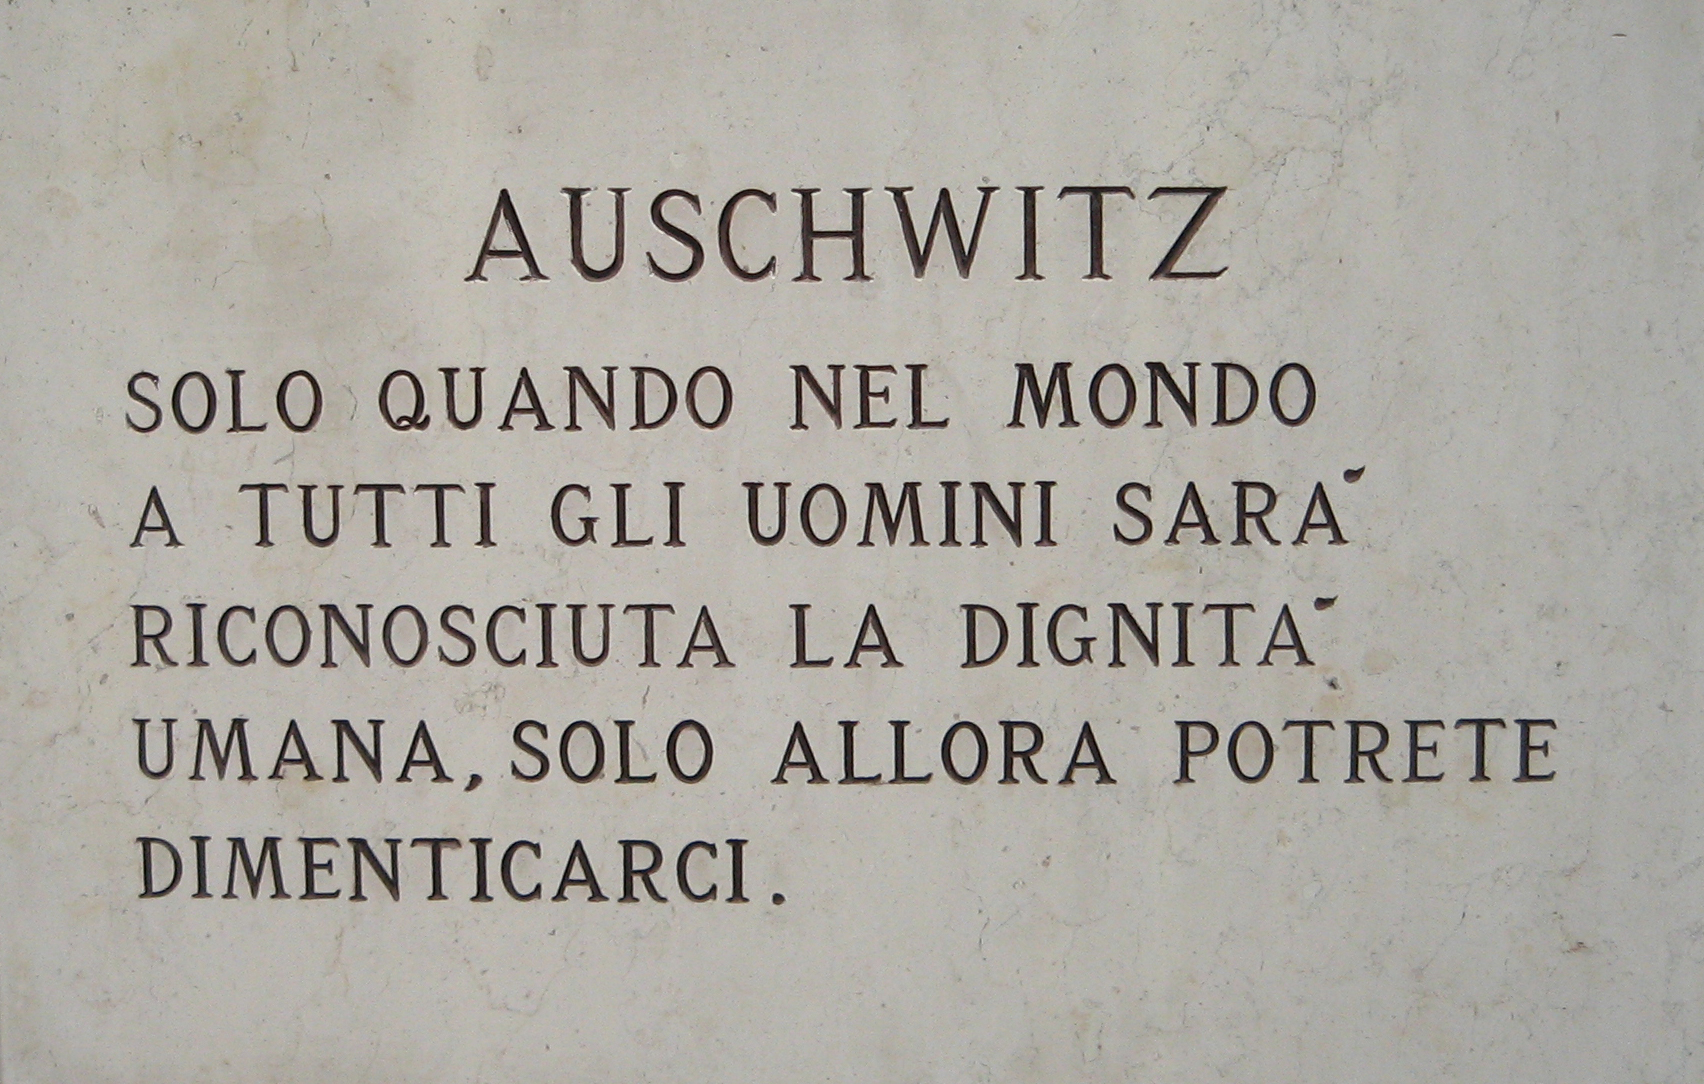 AUSCHWITZ
SOLO QUANDO NEL MONDO
A TUTTI GLI UOMINI SARA´
RICONOSCIUTA LA DIGNITA´
UMANA, SOLO ALLORA POTRETE
DIMENTICARCI.